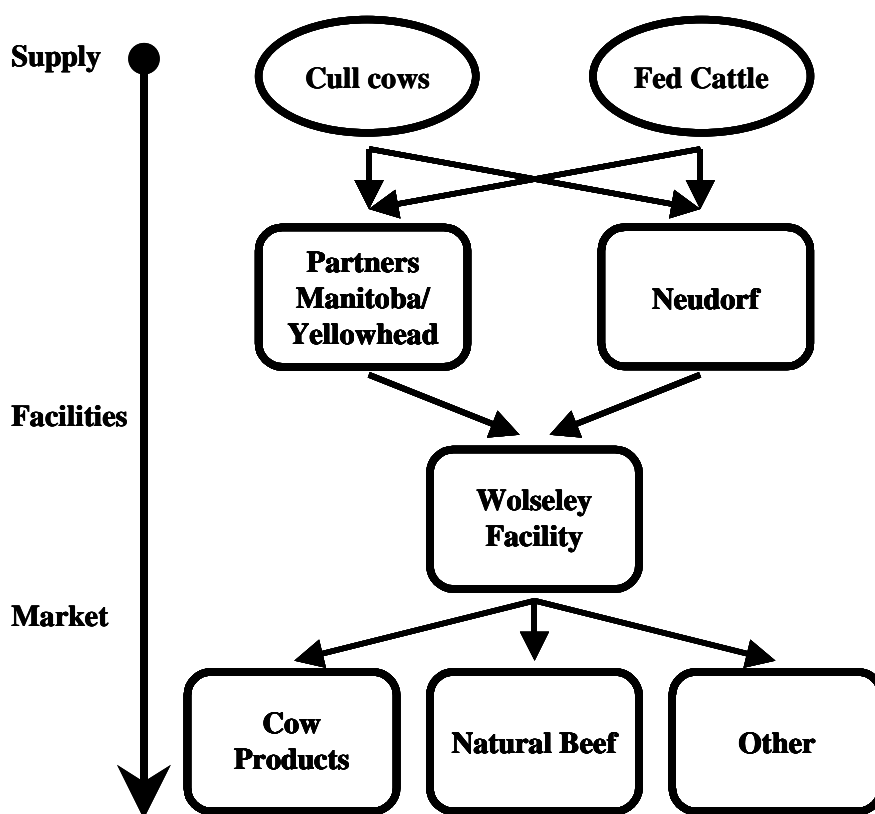 Supply
Cull cows
Fed Cattle
Partners
Manitoba/
Yellowhead
Neudorf
Facilities
Wolseley
Facility
Market
Cow
Products
Natural Beef
Other